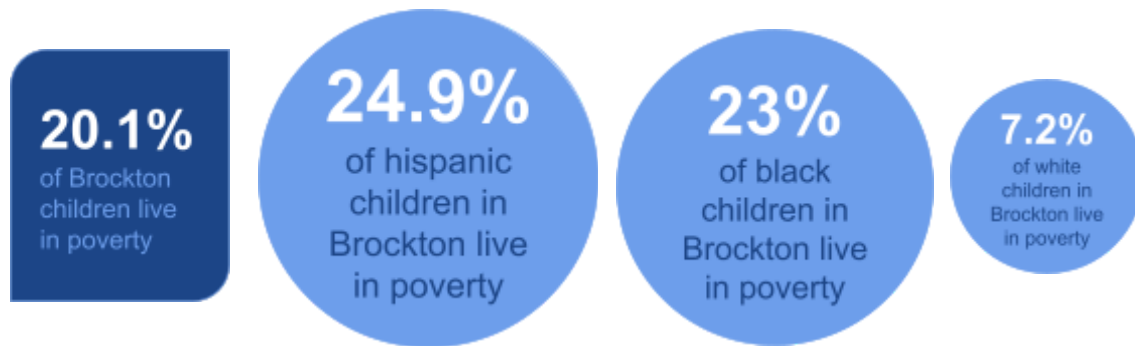 20.1%
of Brockton
children live
in poverty
24.9%
of hispanic
children in
Brockton live
in poverty
23%
of black
children in
Brockton live
in poverty
7.2%
of white
children in
Brockton live
in poverty